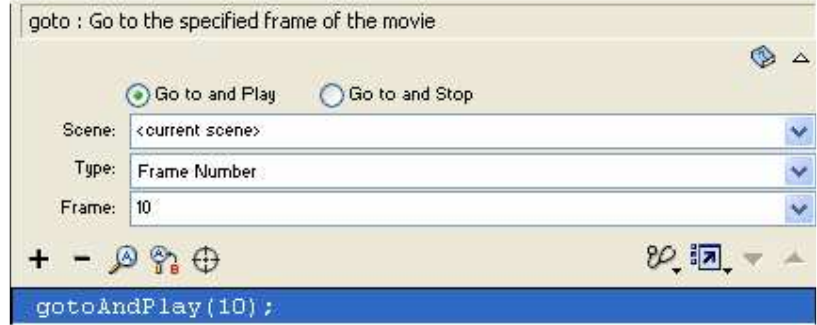 goto : Go to the specified frame of the movie
Go to and Play Go to and Stop
Scene: <current scene>
Type: Frame Number
Frame: 10
gotoAndPlay(10);